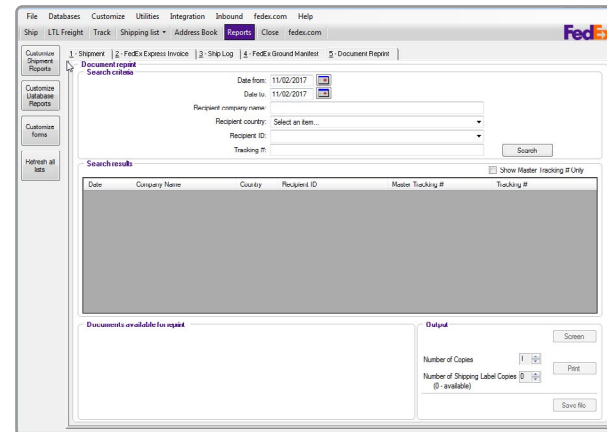 File Databases Customize Utilities Integration Inbound fedex.com Help
Ship LTL Freight Track Shipping list Address Book Reports Close fedex.com
FedEx
Customize Shipment Reports
Customize Database Reports
Customize forms
Refresh all lists
1 - Shipment 2 - FedEx Express Invoice 3 - Ship Log 4 - FedEx Ground Manifest 5 - Document Reprint
Document reprint
Search criteria
Date from: 11/02/2017
Date to: 11/02/2017
Recipient company name:
Recipient country: Select an item...
Recipient ID:
Tracking #:
Search
Search results
Show Master Tracking # Only
Date Company Name Country Recipient ID Master Tracking # Tracking #
Documents available for reprint
Output
Screen
Number of Copies 1
Print
Number of Shipping Label Copies 0
(0 - available)
Save file